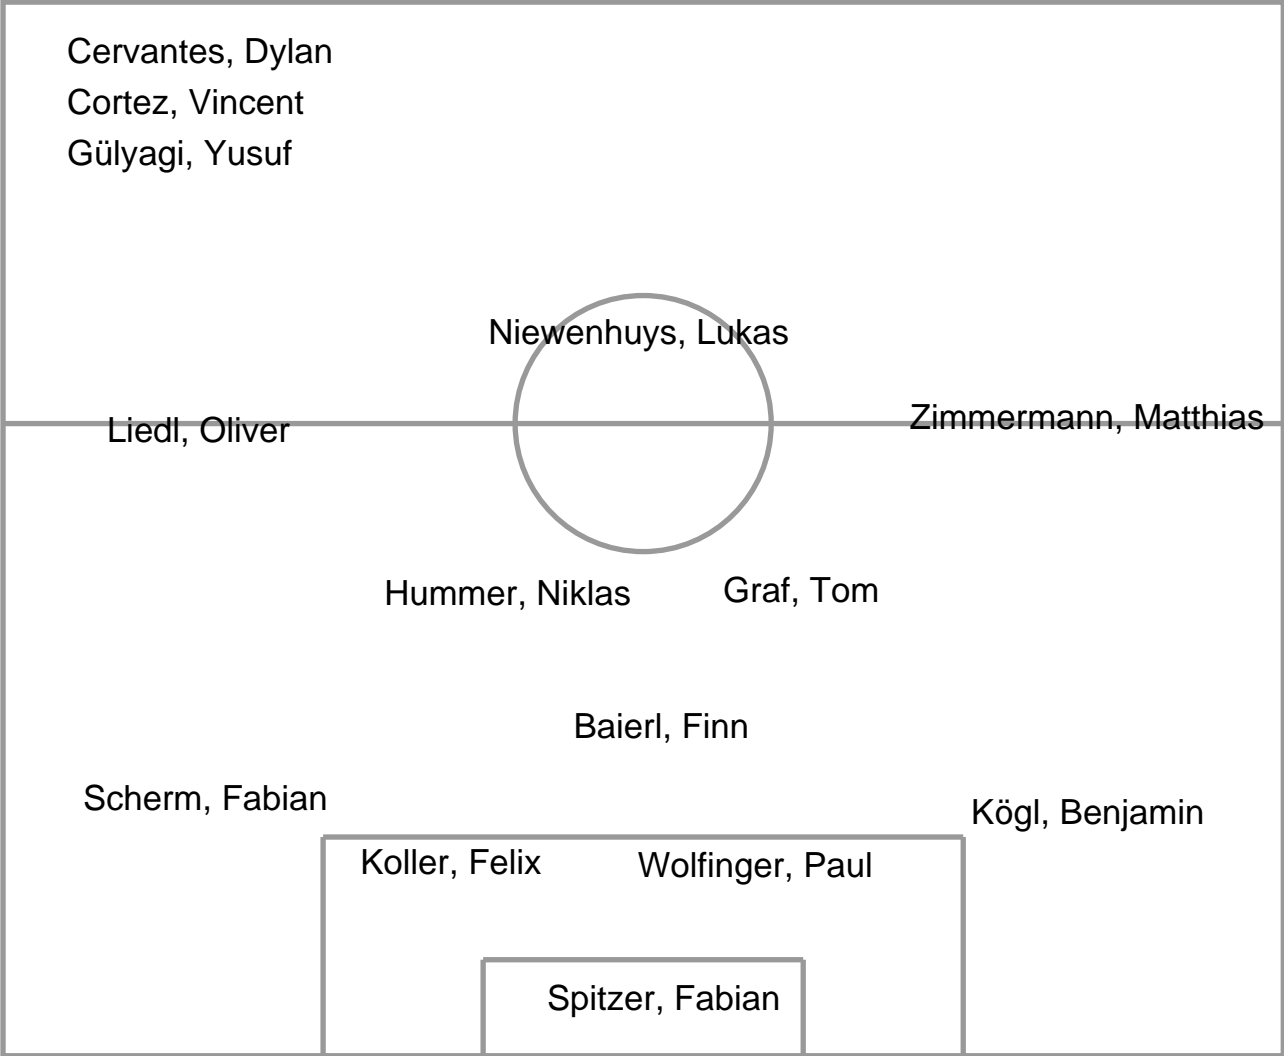 Cervantes, Dylan
Cortez, Vincent
Gülyagi, Yusuf
Niewenhuys, Lukas
Liedl, Oliver
Zimmermann, Matthias
Hummer, Niklas
Graf, Tom
Baierl, Finn
Scherm, Fabian
Kögl, Benjamin
Koller, Felix
Wolfinger, Paul
Spitzer, Fabian